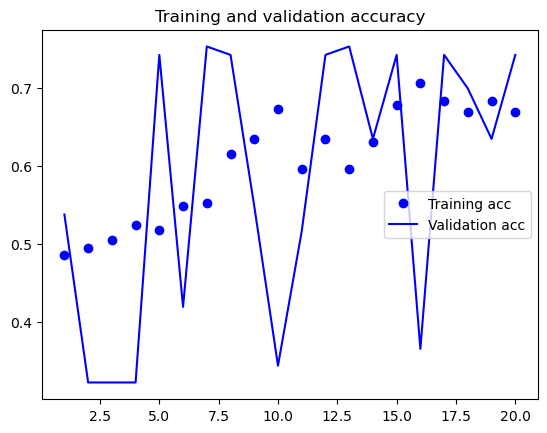 Training and validation accuracy
0.7
0.6
0.5
0.4
Training acc
Validation acc
2.5 5.0 7.5 10.0 12.5 15.0 17.5 20.0